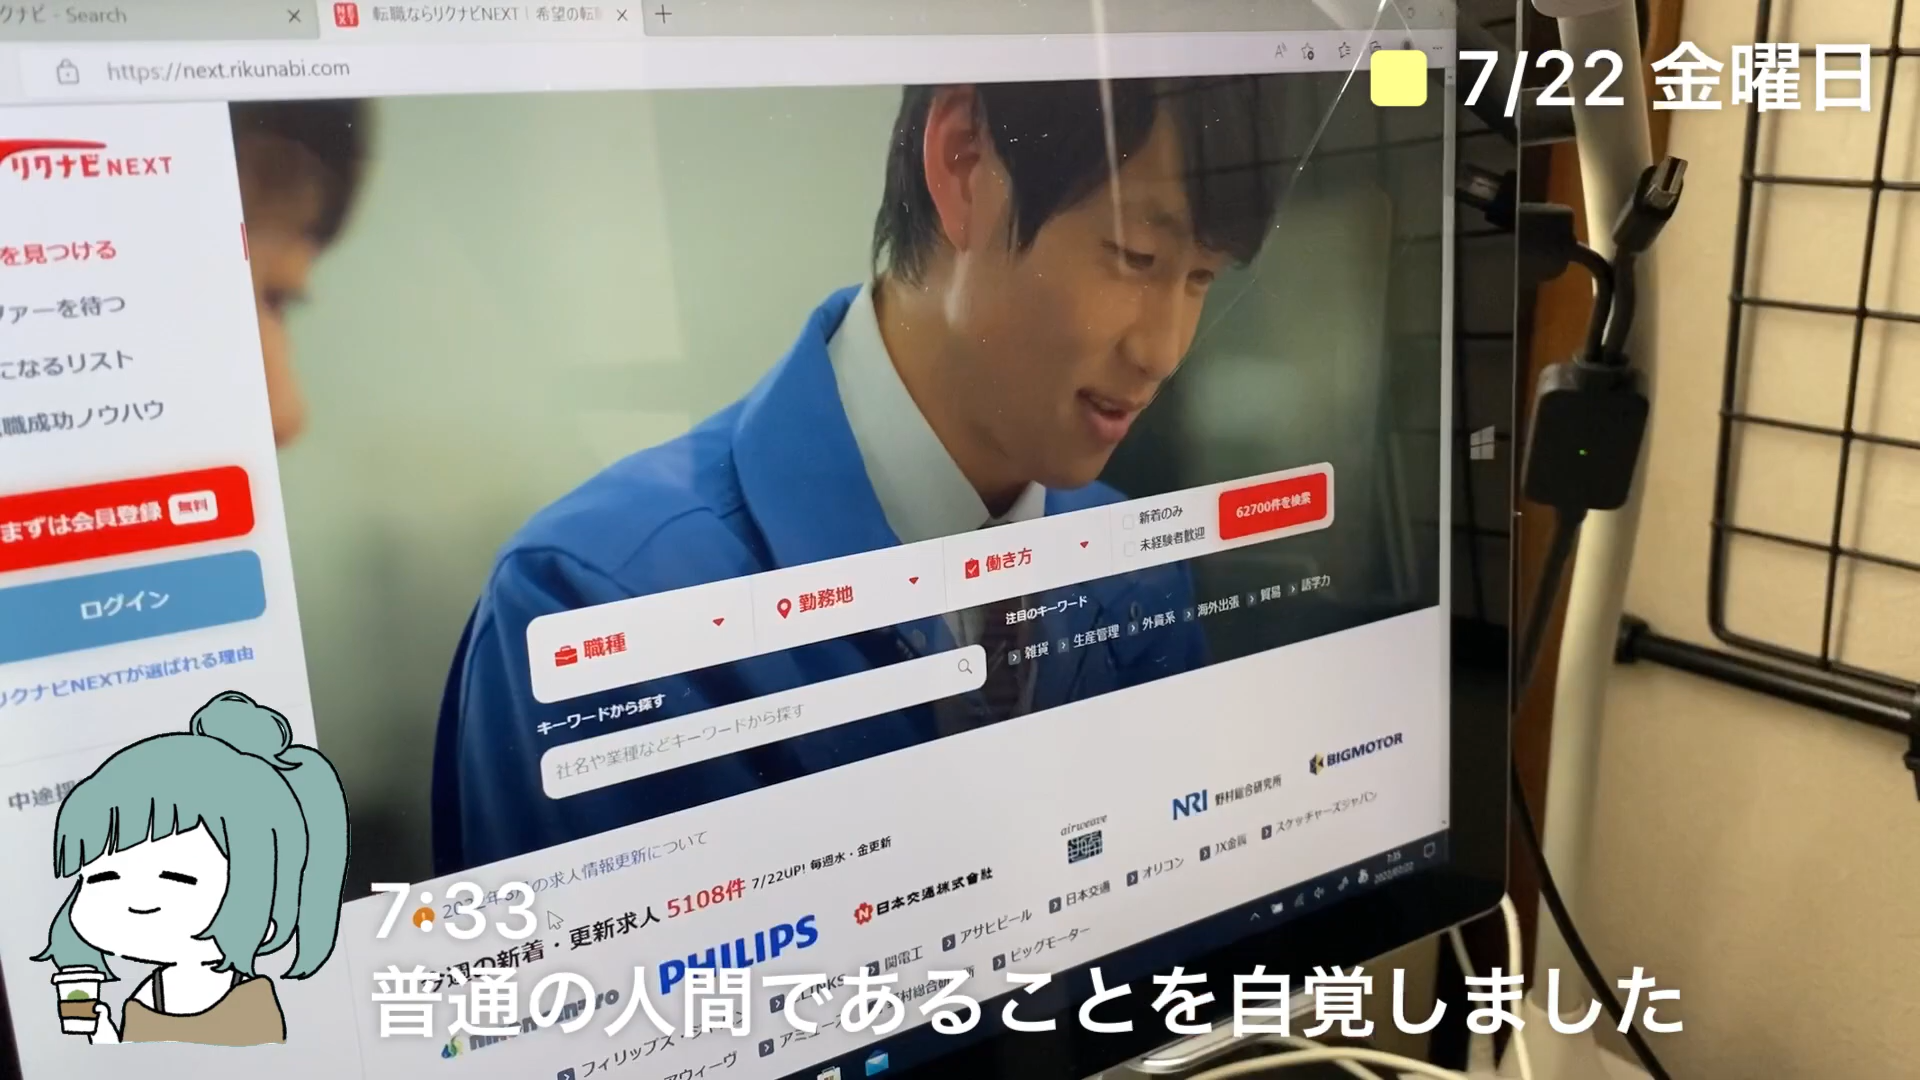 クナビ - Search
転職ならリクナビNEXT｜希望の転
https://next.rikunabi.com
7/22 金曜日
リクナビNEXT
を見つける
ファーを待つ
になるリスト
職成功ノウハウ
まずは会員登録 無料
ログイン
リクナビNEXTが選ばれる理由
職種
勤務地
働き方
新着のみ
未経験者歓迎
62700件を検索
キーワードから探す
社名や業種などキーワードから探す
注目のキーワード
雑貨 生産管理 外資系 海外出張 貿易 語学力
の求人情報更新について
週の新着・更新求人 5108件 7/22UP! 毎週水・金更新
PHILIPS
日本交通株式会社
airweave
NRI 野村総合研究所
BIGMOTOR
関電工
アサヒビール
日本交通
オリコン
JX金属
スケッチャーズジャパン
ビッグモーター
7:35
2022/07/22
7:33
普通の人間であることを自覚しました